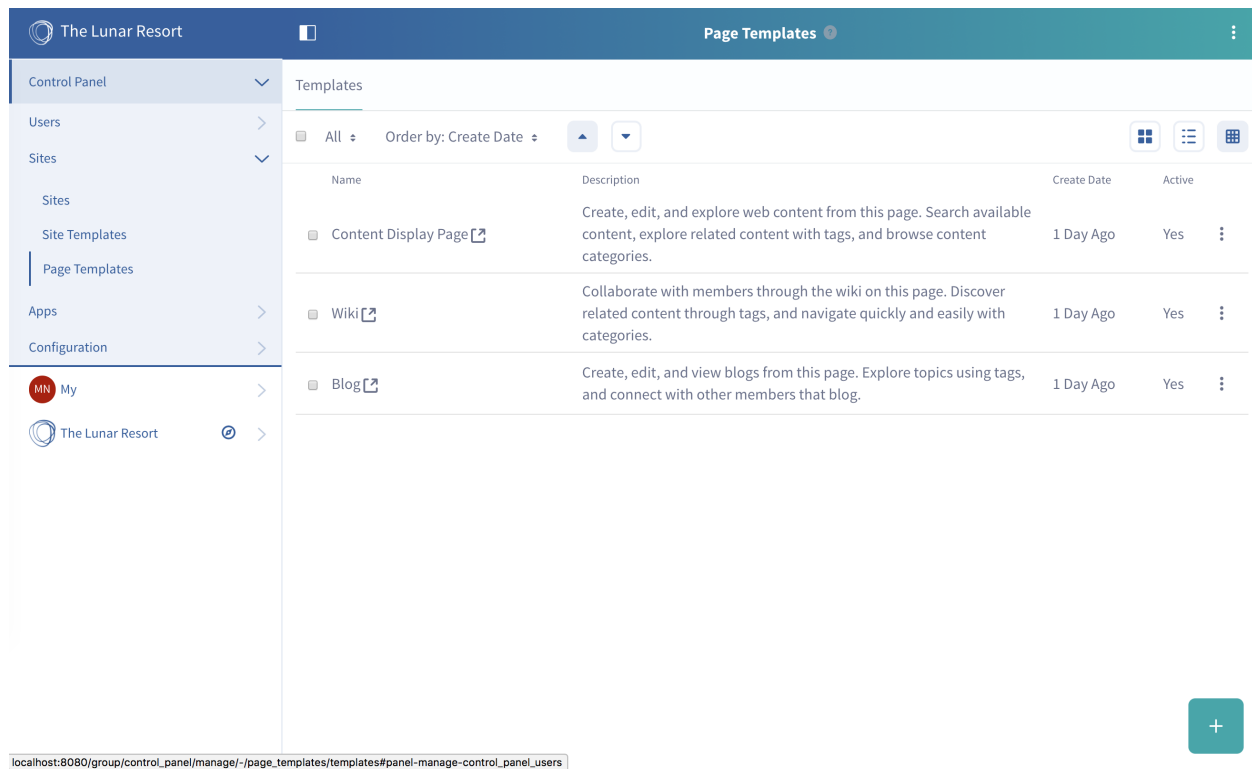 The Lunar Resort
Page Templates ?
Control Panel
Users
Sites
Sites
Site Templates
Page Templates
Apps
Configuration
MN My
The Lunar Resort
Templates
All Order by: Create Date
Name Description Create Date Active
Content Display Page
Create, edit, and explore web content from this page. Search available
content, explore related content with tags, and browse content
categories.
1 Day Ago Yes
Wiki
Collaborate with members through the wiki on this page. Discover
related content through tags, and navigate quickly and easily with
categories.
1 Day Ago Yes
Blog
Create, edit, and view blogs from this page. Explore topics using tags,
and connect with other members that blog.
1 Day Ago Yes
+
localhost:8080/group/control_panel/manage/-/page_templates/templates#panel-manage-control_panel_users